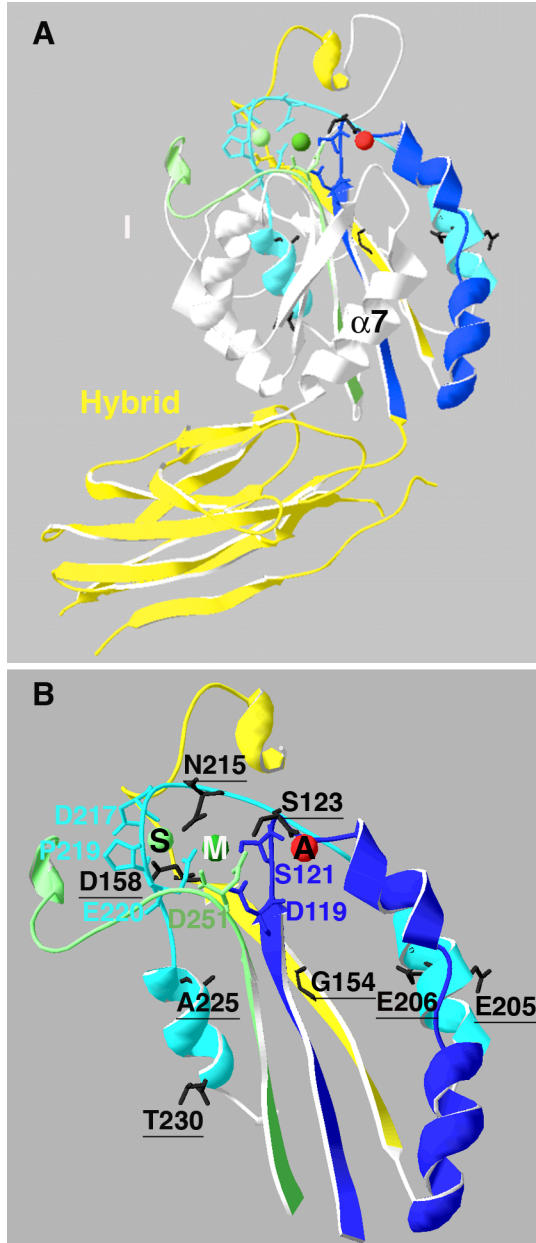 A
I
α7
Hybrid
B
N215
D217
S123
S
M
A
P219
S121
D158
E220
D251
D119
G154
A225
E206
E205
T230